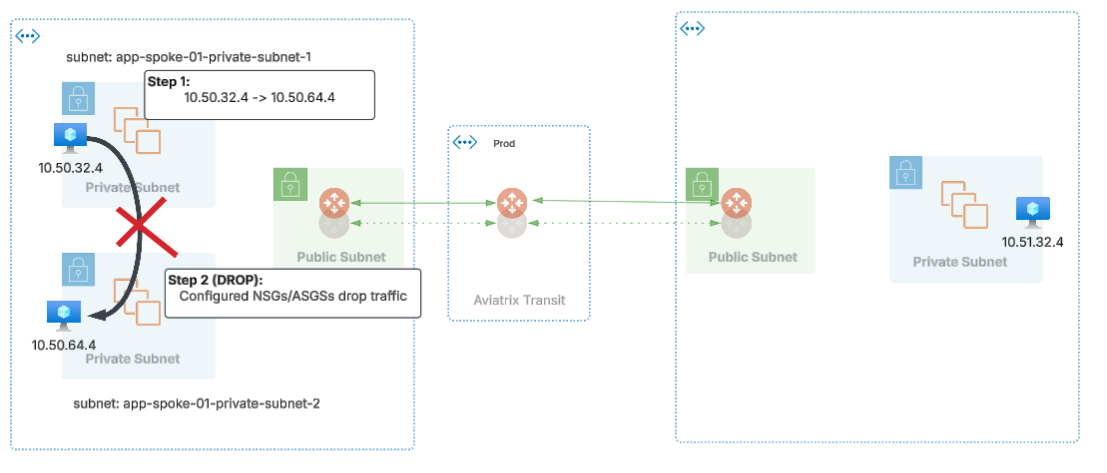 subnet: app-spoke-01-private-subnet-1
Step 1:
10.50.32.4 -> 10.50.64.4
10.50.32.4
Private Subnet
Public Subnet
Step 2 (DROP):
Configured NSGs/ASGSs drop traffic
10.50.64.4
Private Subnet
subnet: app-spoke-01-private-subnet-2
Prod
Aviatrix Transit
Public Subnet
10.51.32.4
Private Subnet